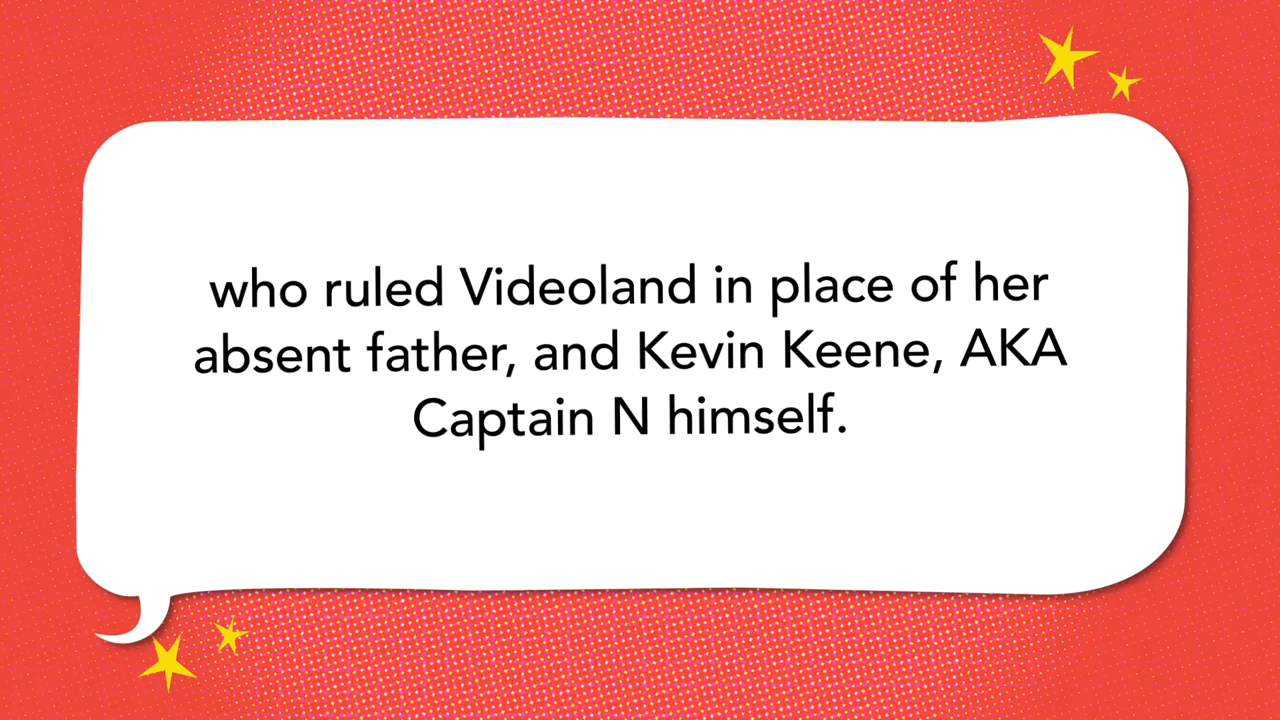 who ruled Videoland in place of her
absent father, and Kevin Keene, AKA
Captain N himself.